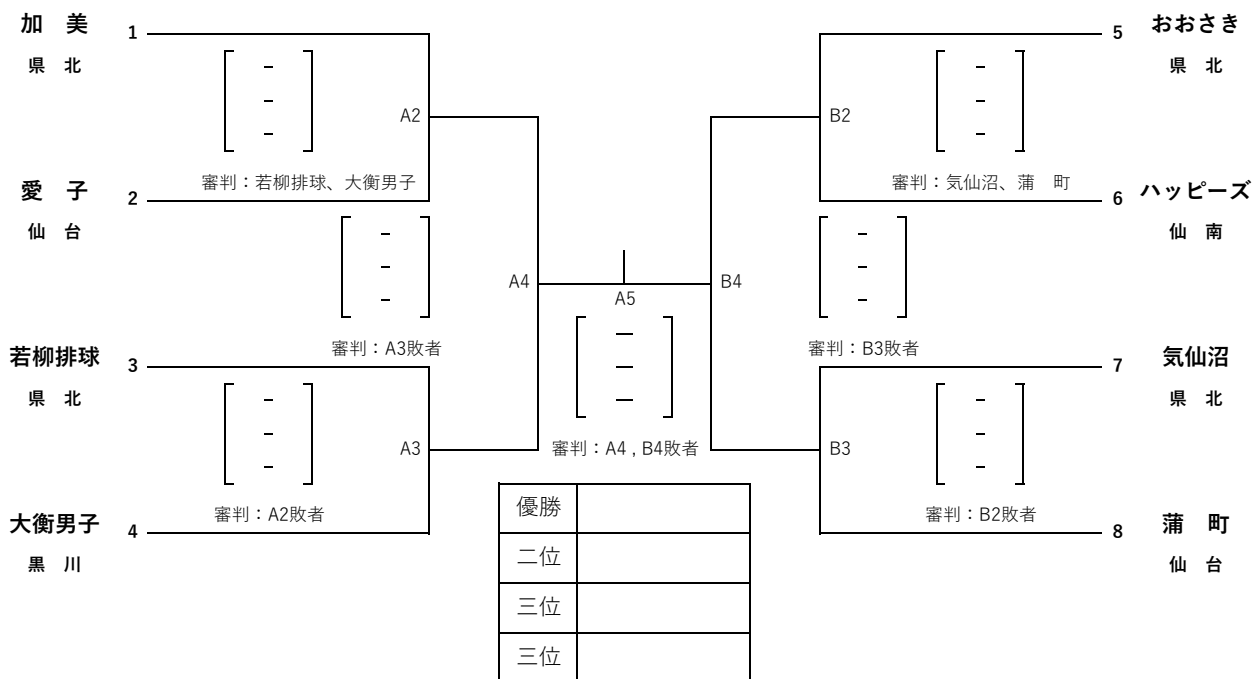 加　美 1 5 おおさき
県　北 － － 県　北
－ －
A2 B2
－ －
審判：若柳排球、大衡男子 審判：気仙沼、蒲　町
愛　子 2 6 ハッピーズ
仙　台 － － 仙　南
－ －
A4 B4
－ A5 －
－
審判：A3敗者 審判：B3敗者
若柳排球 3 － 7 気仙沼
県　北 － － － 県　北
－ －
A3 審判：A4 , B4敗者 B3
－ －
優勝
審判：A2敗者 審判：B2敗者
大衡男子 4 8 蒲　町
黒　川 二位 仙　台
三位
三位